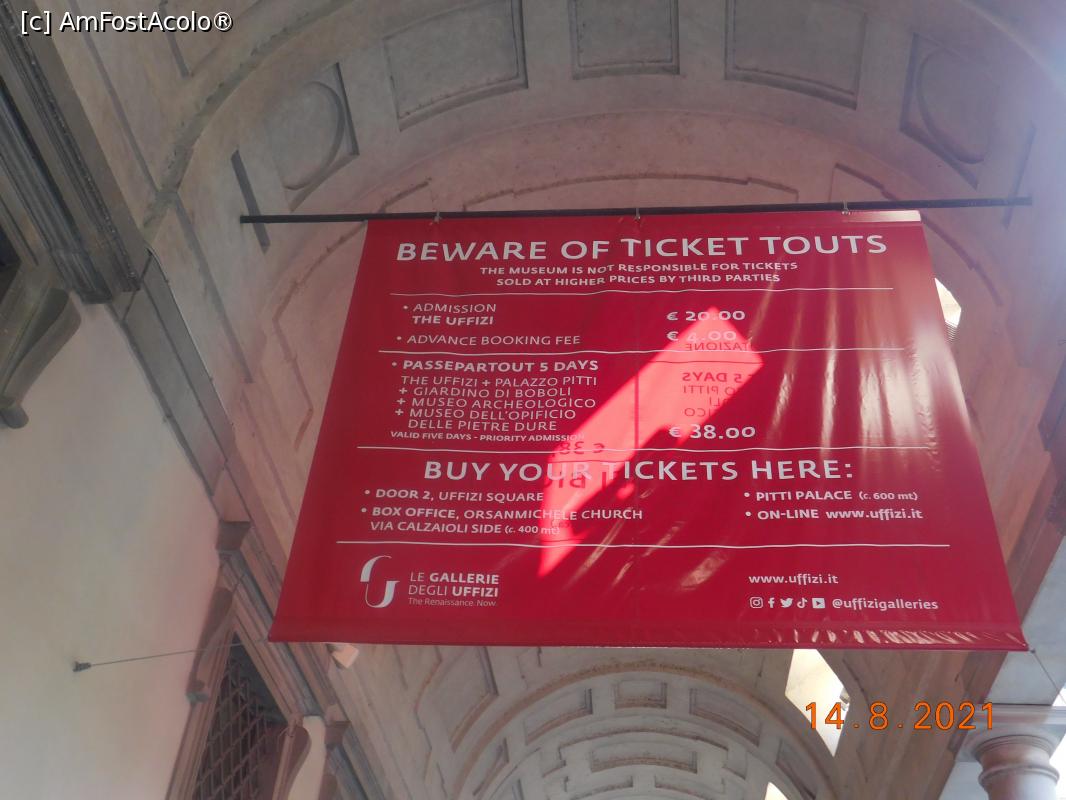 [c] AmFostAcolo®
BEWARE OF TICKET TOUTS
THE MUSEUM IS NOT RESPONSIBLE FOR TICKETS
SOLD AT HIGHER PRICES BY THIRD PARTIES
• ADMISSION
THE UFFIZI € 20.00
• ADVANCE BOOKING FEE € 4.00
• PASSEPARTOUT 5 DAYS
THE UFFIZI + PALAZZO PITTI
+ GIARDINO DI BOBOLI
+ MUSEO ARCHEOLOGICO
+ MUSEO DELL'OPIFICIO
DELLE PIETRE DURE
VALID FIVE DAYS - PRIORITY ADMISSION € 38.00
BUY YOUR TICKETS HERE:
• DOOR 2, UFFIZI SQUARE
• BOX OFFICE, ORSANMICHELE CHURCH
VIA CALZAIOLI SIDE (c. 400 mt)
• PITTI PALACE (c. 600 mt)
• ON-LINE www.uffizi.it
LE GALLERIE
DEGLI UFFIZI
The Renaissance. Now.
www.uffizi.it
@uffizigalleries
14.8.2021